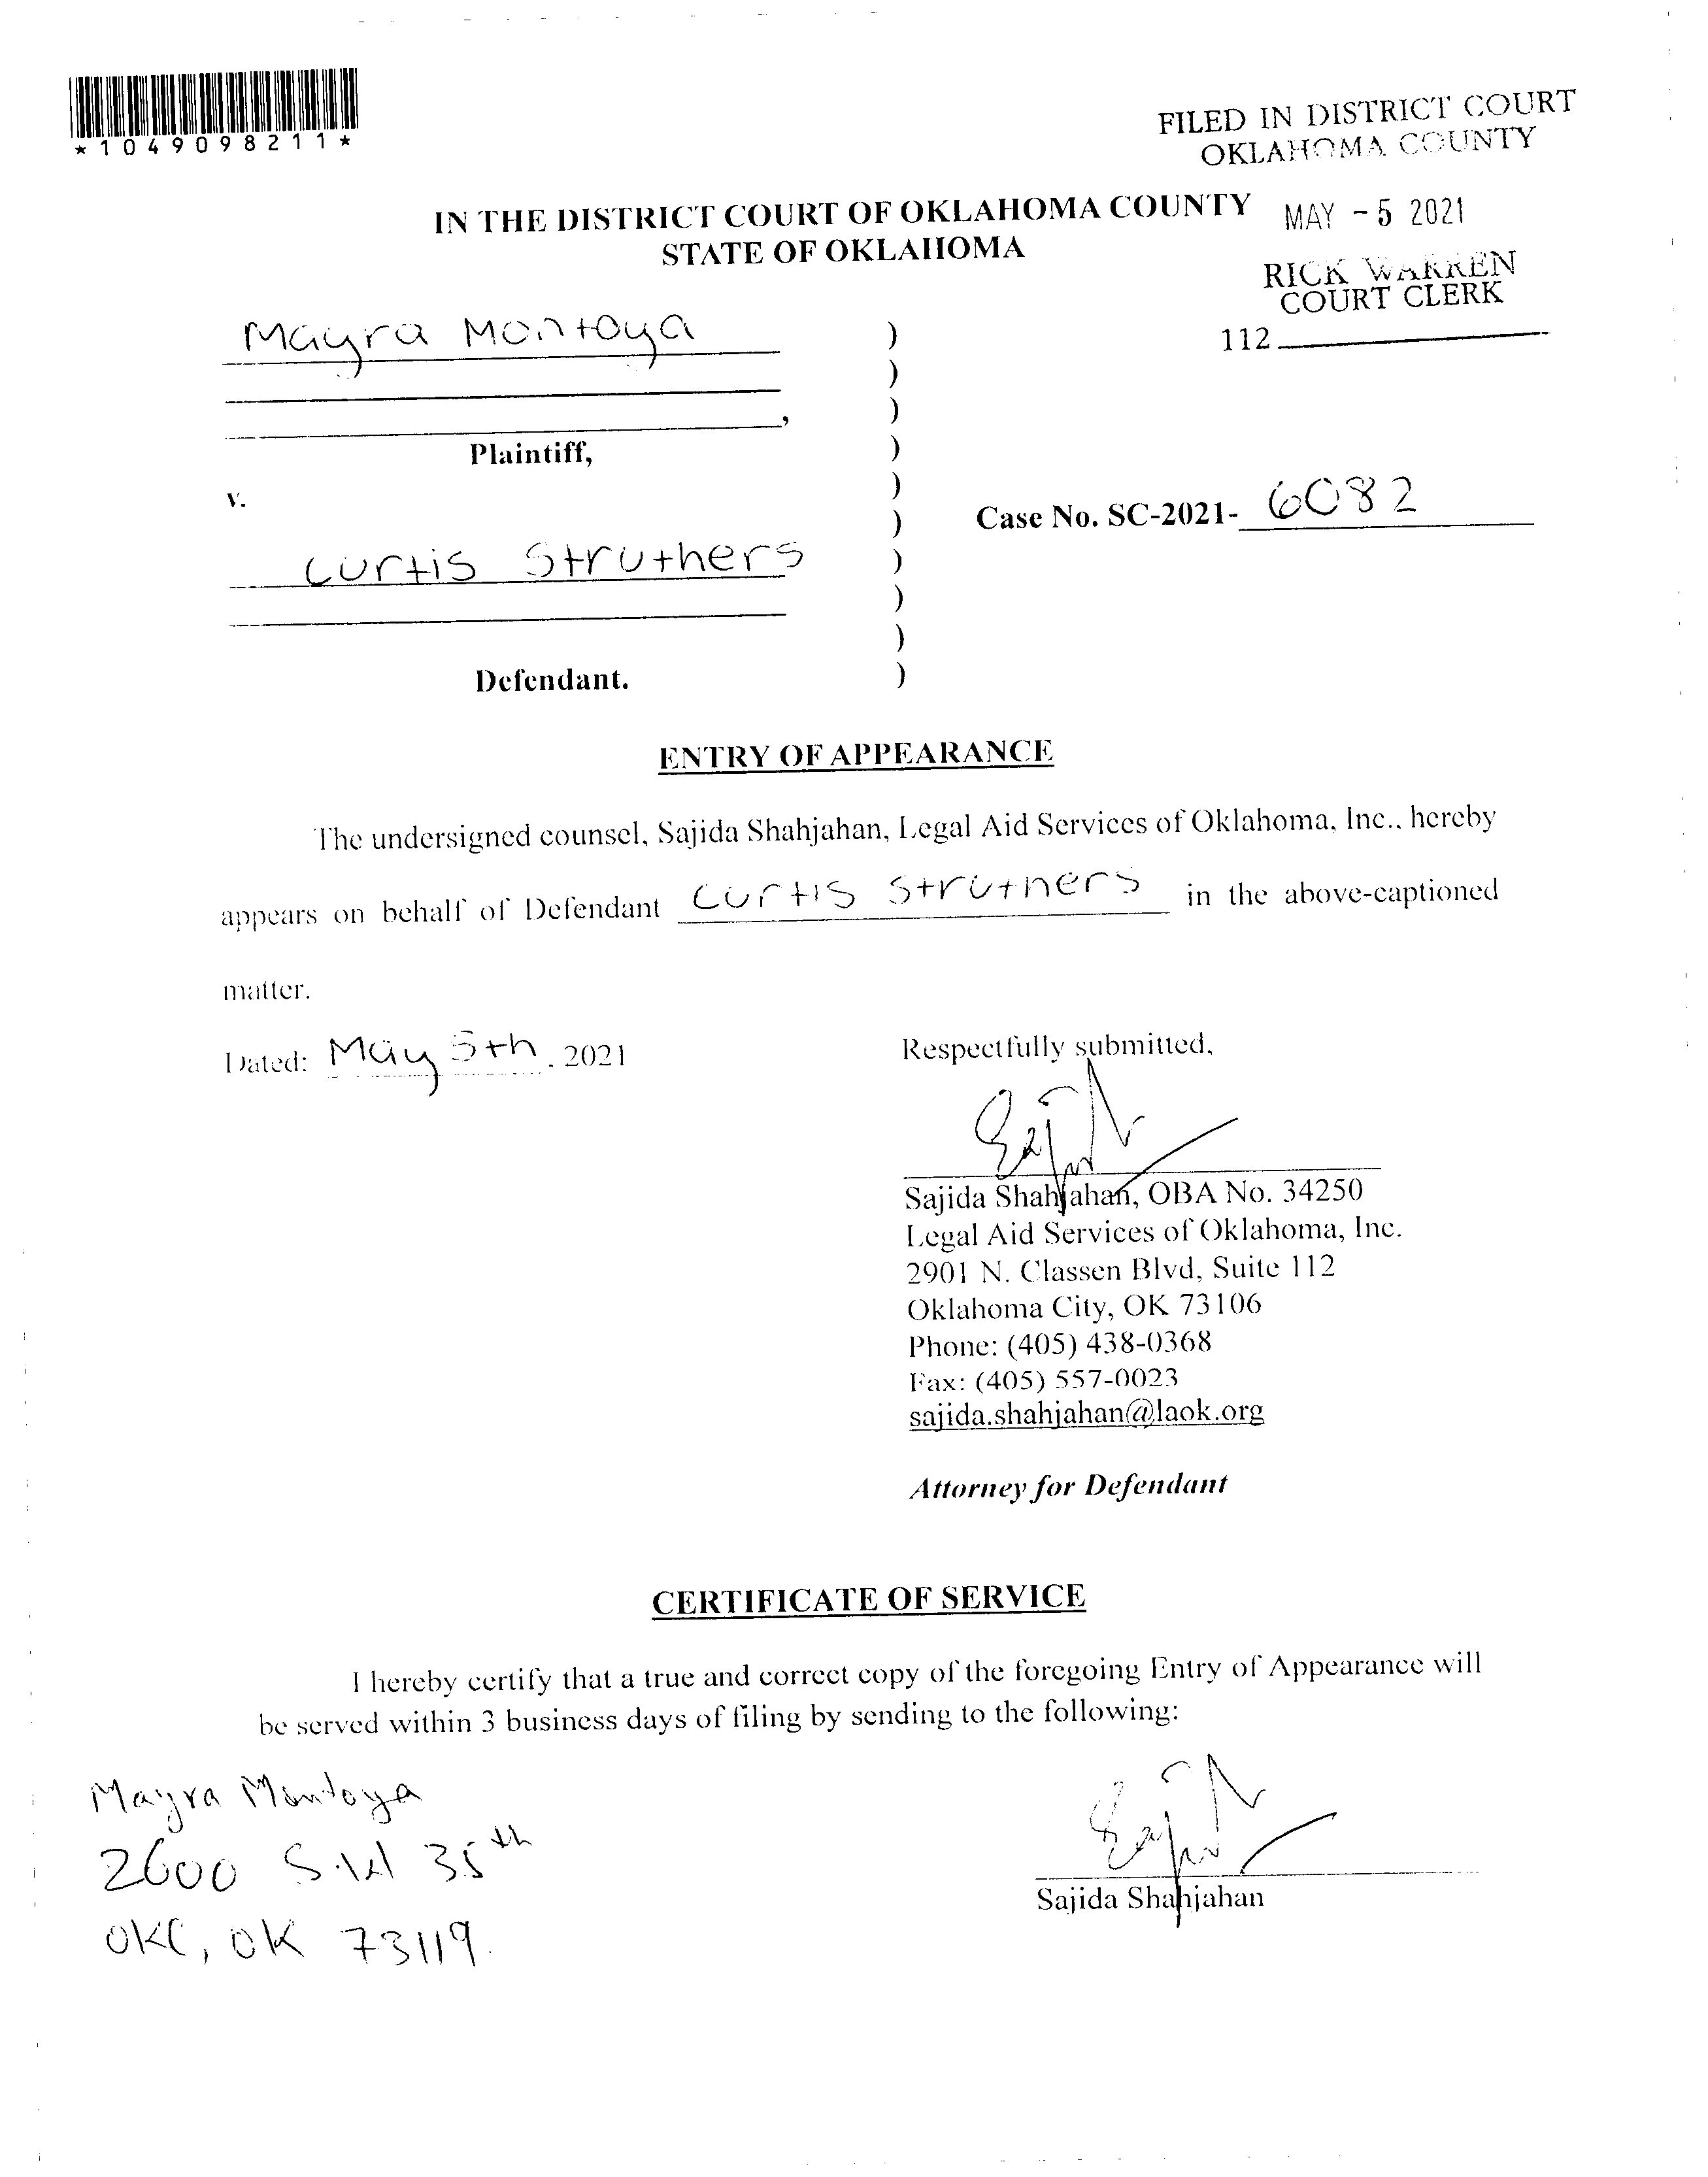 *1049098211*
FILED IN DISTRICT COURT
OKLAHOMA COUNTY
IN THE DISTRICT COURT OF OKLAHOMA COUNTY
STATE OF OKLAHOMA
MAY - 5 2021
RICK WARREN
COURT CLERK
112
Mayra Montoya )
)
, )
Plaintiff, )
v. )
Case No. SC-2021- 6082
)
Curtis Struthers )
)
)
Defendant. )
ENTRY OF APPEARANCE
The undersigned counsel, Sajida Shahjahan, Legal Aid Services of Oklahoma, Inc., hereby
appears on behalf of Defendant Curtis Struthers in the above-captioned
matter.
Dated: May 5th, 2021
Respectfully submitted,
Sajida Shahjahan, OBA No. 34250
Legal Aid Services of Oklahoma, Inc.
2901 N. Classen Blvd, Suite 112
Oklahoma City, OK 73106
Phone: (405) 438-0368
Fax: (405) 557-0023
sajida.shahjahan@laok.org
Attorney for Defendant
CERTIFICATE OF SERVICE
I hereby certify that a true and correct copy of the foregoing Entry of Appearance will
be served within 3 business days of filing by sending to the following:
Mayra Montoya
2600 S.W 35th
OKC, OK 73119.
Sajida Shahjahan